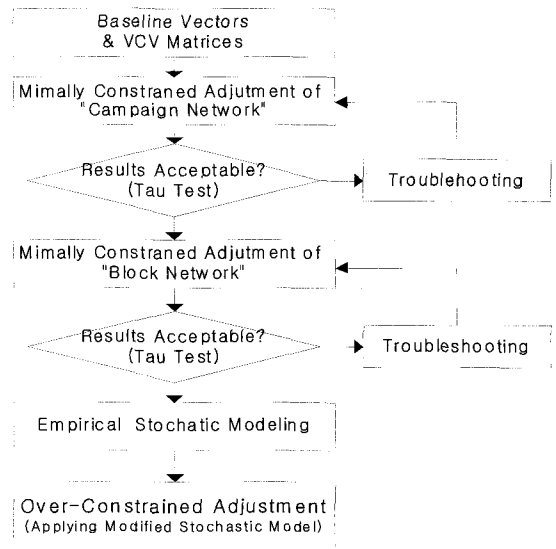 Baseline Vectors
& VCV Matrices
Mimally Constraned Adjutment of
"Campaign Network"
Results Acceptable?
(Tau Test)
Troublehooting
Mimally Constraned Adjutment of
"Block Network"
Results Acceptable?
(Tau Test)
Troubleshooting
Empirical Stochatic Modeling
Over-Constrained Adjustment
(Applying Modified Stochastic Model)